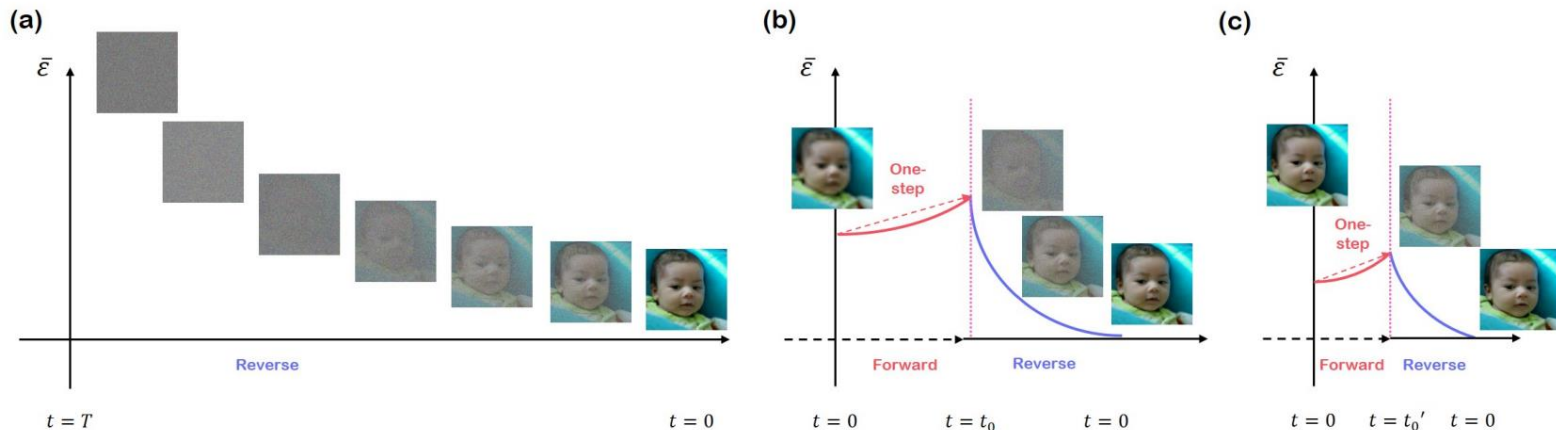 (a)
ε̄
Reverse
t = T
t = 0
(b)
ε̄
One-
step
Forward
Reverse
t = 0
t = t₀
t = 0
(c)
ε̄
One-
step
Forward
Reverse
t = 0
t = t₀′
t = 0